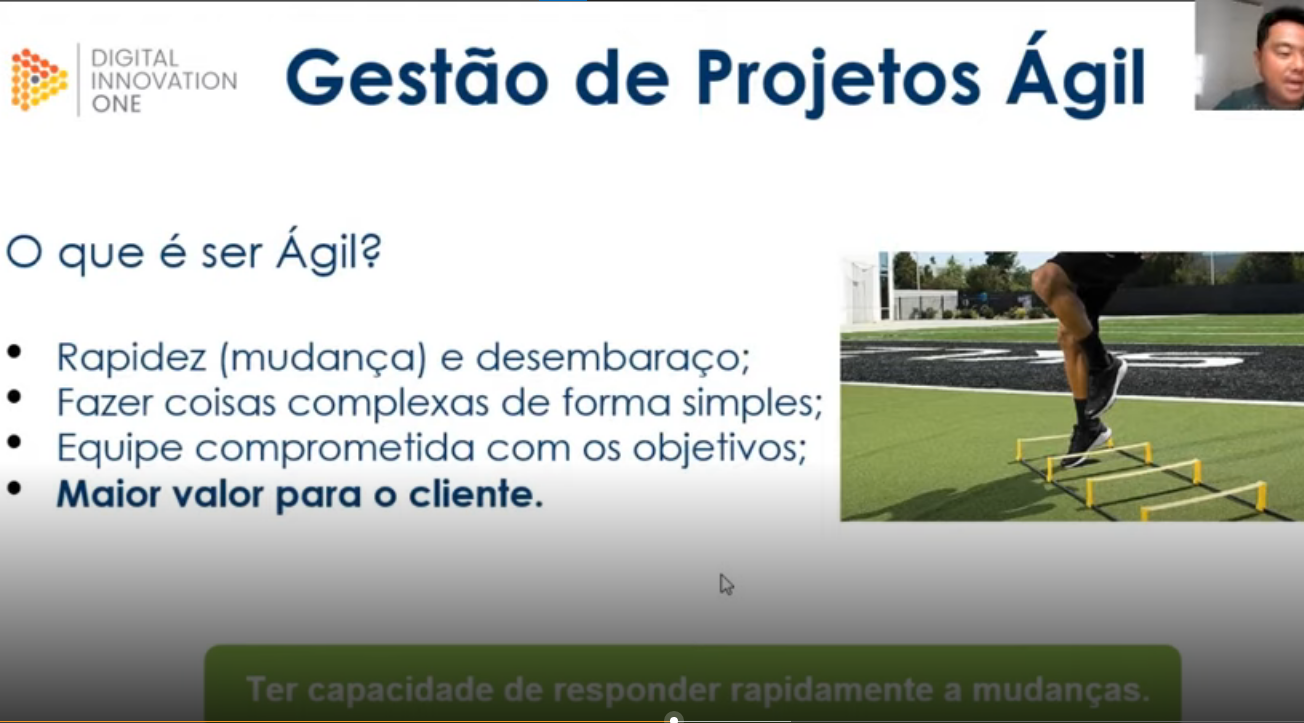 DIGITAL
INNOVATION
ONE
Gestão de Projetos Ágil
O que é ser Ágil?
• Rapidez (mudança) e desembaraço;
• Fazer coisas complexas de forma simples;
• Equipe comprometida com os objetivos;
• Maior valor para o cliente.
Ter capacidade de responder rapidamente a mudanças.